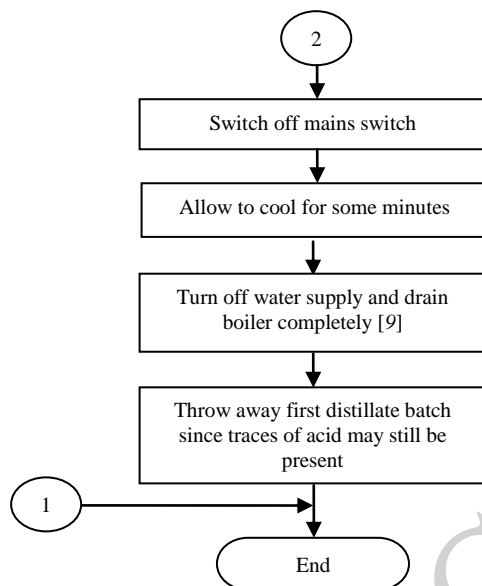 2
Switch off mains switch
Allow to cool for some minutes
Turn off water supply and drain
boiler completely [9]
Throw away first distillate batch
since traces of acid may still be
present
1
End